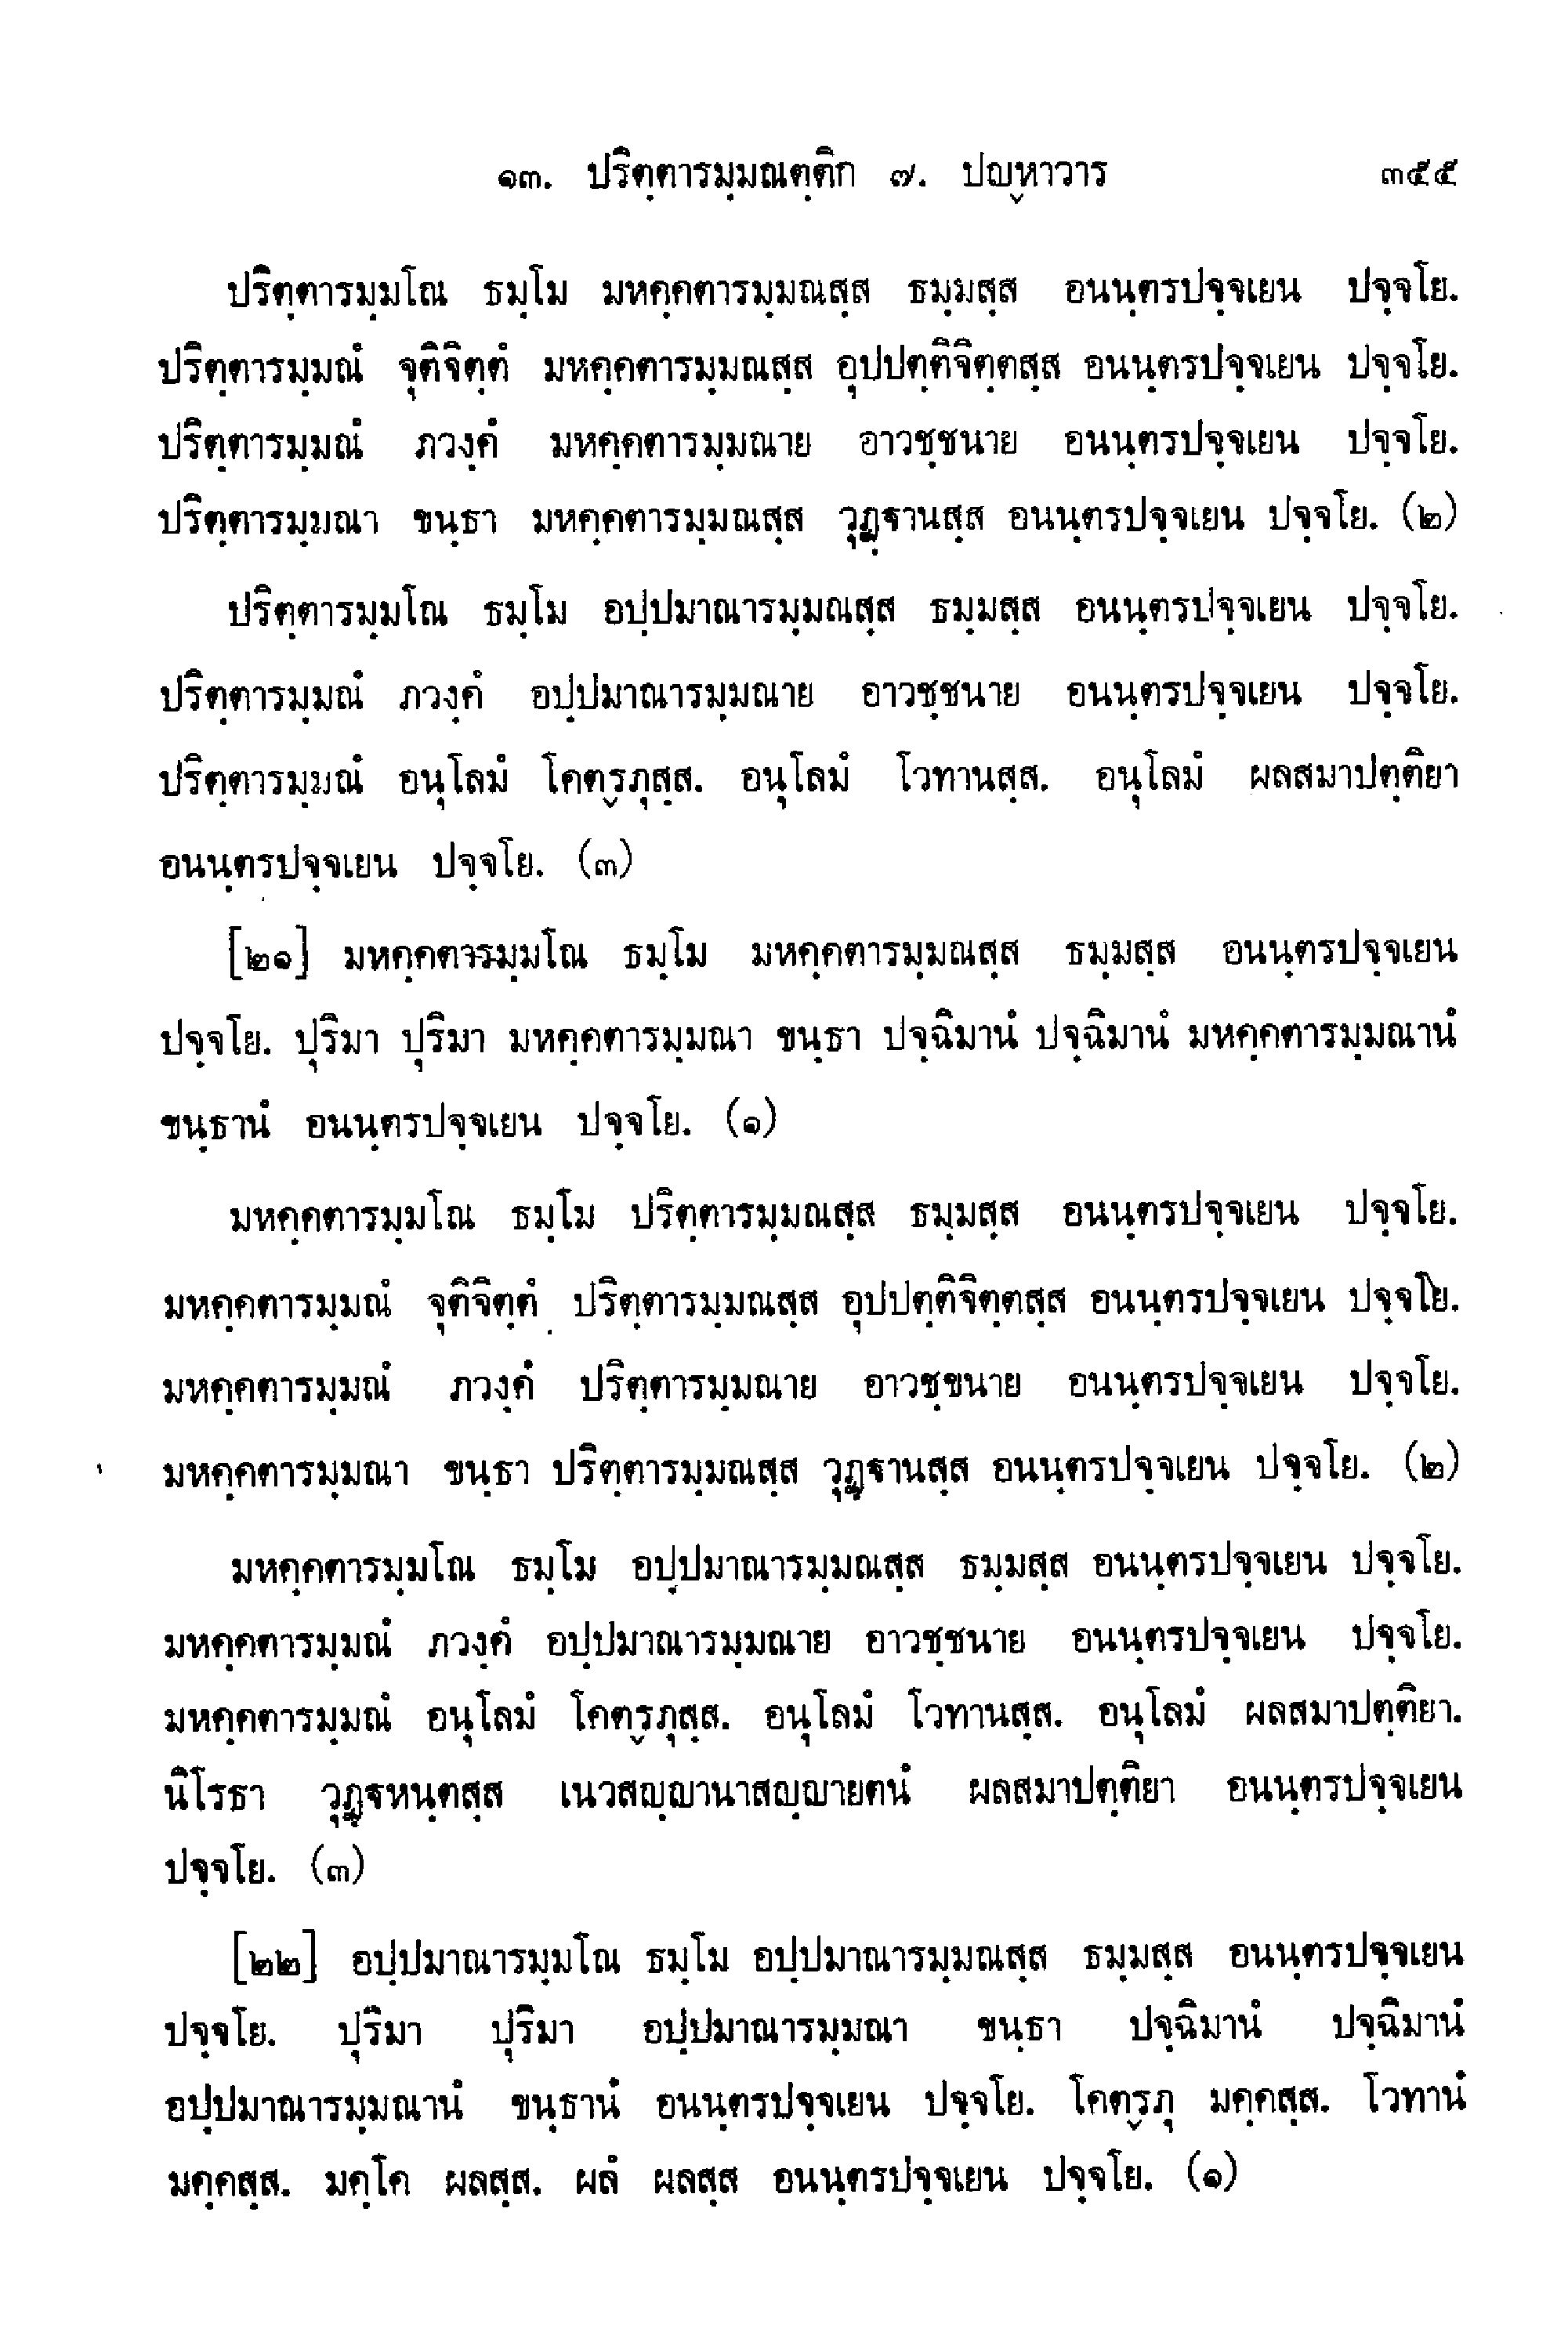 ๑๓. ปริตฺตารมฺมณตฺติก ๗. ปญฺหาวาร ๓๕๕
ปริตฺตารมฺมโณ ธมฺโม มหคฺคตารมฺมณสฺส ธมฺมสฺส อนนฺตรปจฺจเยน ปจฺจโย.
ปริตฺตารมฺมณํ จุติจิตฺตํ มหคฺคตารมฺมณสฺส อุปปตฺติจิตฺตสฺส อนนฺตรปจฺจเยน ปจฺจโย.
ปริตฺตารมฺมณํ ภวงฺคํ มหคฺคตารมฺมณาย อาวชฺชนาย อนนฺตรปจฺจเยน ปจฺจโย.
ปริตฺตารมฺมณา ขนฺธา มหคฺคตารมฺมณสฺส วุฏฺฐานสฺส อนนฺตรปจฺจเยน ปจฺจโย. (๒)
ปริตฺตารมฺมโณ ธมฺโม อปฺปมาณารมฺมณสฺส ธมฺมสฺส อนนฺตรปจฺจเยน ปจฺจโย.
ปริตฺตารมฺมณํ ภวงฺคํ อปฺปมาณารมฺมณาย อาวชฺชนาย อนนฺตรปจฺจเยน ปจฺจโย.
ปริตฺตารมฺมณํ อนุโลมํ โคตฺรภุสฺส. อนุโลมํ โวทานสฺส. อนุโลมํ ผลสมาปตฺติยา
อนนฺตรปจฺจเยน ปจฺจโย. (๓)
[๒๑] มหคฺคตารมฺมโณ ธมฺโม มหคฺคตารมฺมณสฺส ธมฺมสฺส อนนฺตรปจฺจเยน
ปจฺจโย. ปุริมา ปุริมา มหคฺคตารมฺมณา ขนฺธา ปจฺฉิมานํ ปจฺฉิมานํ มหคฺคตารมฺมณานํ
ขนฺธานํ อนนฺตรปจฺจเยน ปจฺจโย. (๑)
มหคฺคตารมฺมโณ ธมฺโม ปริตฺตารมฺมณสฺส ธมฺมสฺส อนนฺตรปจฺจเยน ปจฺจโย.
มหคฺคตารมฺมณํ จุติจิตฺตํ ปริตฺตารมฺมณสฺส อุปปตฺติจิตฺตสฺส อนนฺตรปจฺจเยน ปจฺจโย.
มหคฺคตารมฺมณํ ภวงฺคํ ปริตฺตารมฺมณาย อาวชฺชนาย อนนฺตรปจฺจเยน ปจฺจโย.
มหคฺคตารมฺมณา ขนฺธา ปริตฺตารมฺมณสฺส วุฏฺฐานสฺส อนนฺตรปจฺจเยน ปจฺจโย. (๒)
มหคฺคตารมฺมโณ ธมฺโม อปฺปมาณารมฺมณสฺส ธมฺมสฺส อนนฺตรปจฺจเยน ปจฺจโย.
มหคฺคตารมฺมณํ ภวงฺคํ อปฺปมาณารมฺมณาย อาวชฺชนาย อนนฺตรปจฺจเยน ปจฺจโย.
มหคฺคตารมฺมณํ อนุโลมํ โคตฺรภุสฺส. อนุโลมํ โวทานสฺส. อนุโลมํ ผลสมาปตฺติยา.
นิโรธา วุฏฺฐหนฺตสฺส เนวสญฺญานาสญฺญายตนํ ผลสมาปตฺติยา อนนฺตรปจฺจเยน
ปจฺจโย. (๓)
[๒๒] อปฺปมาณารมฺมโณ ธมฺโม อปฺปมาณารมฺมณสฺส ธมฺมสฺส อนนฺตรปจฺจเยน
ปจฺจโย. ปุริมา ปุริมา อปฺปมาณารมฺมณา ขนฺธา ปจฺฉิมานํ ปจฺฉิมานํ
อปฺปมาณารมฺมณานํ ขนฺธานํ อนนฺตรปจฺจเยน ปจฺจโย. โคตฺรภุ มคฺคสฺส. โวทานํ
มคฺคสฺส. มคฺโค ผลสฺส. ผลํ ผลสฺส อนนฺตรปจฺจเยน ปจฺจโย. (๑)